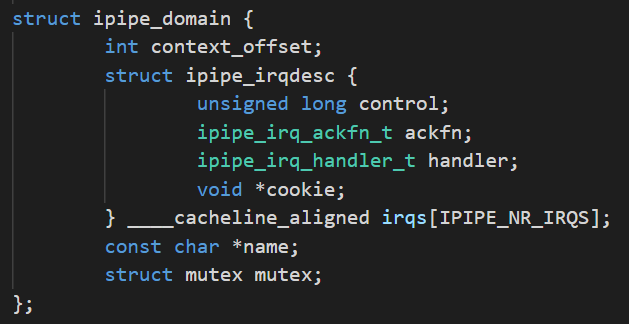 struct ipipe_domain {
int context_offset;
struct ipipe_irqdesc {
unsigned long control;
ipipe_irq_ackfn_t ackfn;
ipipe_irq_handler_t handler;
void *cookie;
} ____cacheline_aligned irqs[IPIPE_NR_IRQS];
const char *name;
struct mutex mutex;
};